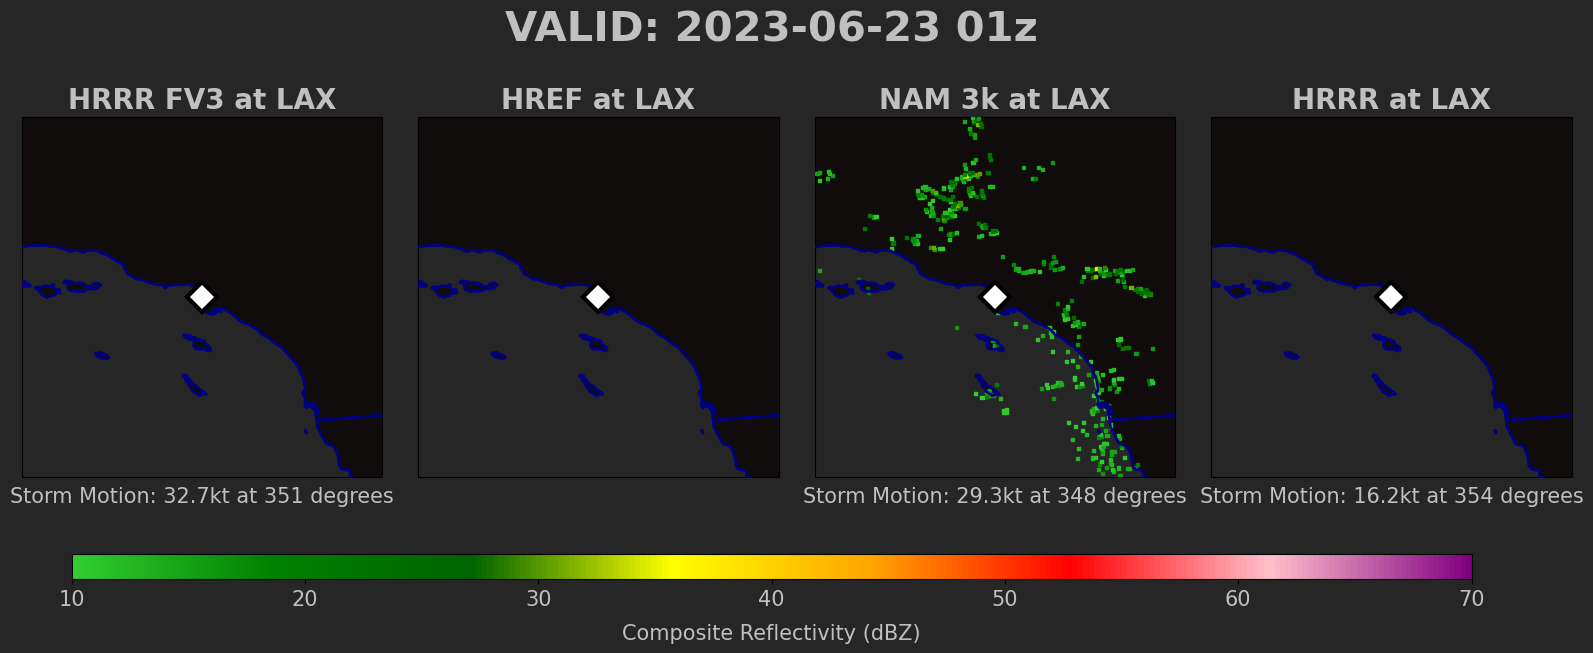 VALID: 2023-06-23 01z
HRRR FV3 at LAX
HREF at LAX
NAM 3k at LAX
HRRR at LAX
Storm Motion: 32.7kt at 351 degrees
Storm Motion: 29.3kt at 348 degrees
Storm Motion: 16.2kt at 354 degrees
10 20 30 40 50 60 70
Composite Reflectivity (dBZ)